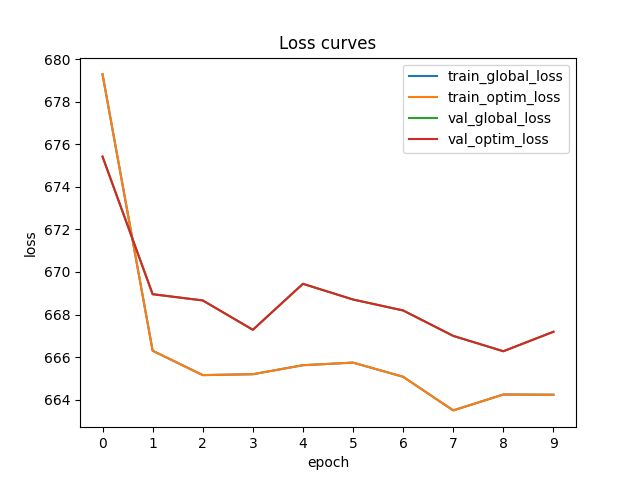 Loss curves
train_global_loss
train_optim_loss
val_global_loss
val_optim_loss
680
678
676
674
672
670
668
666
664
loss
0 1 2 3 4 5 6 7 8 9
epoch